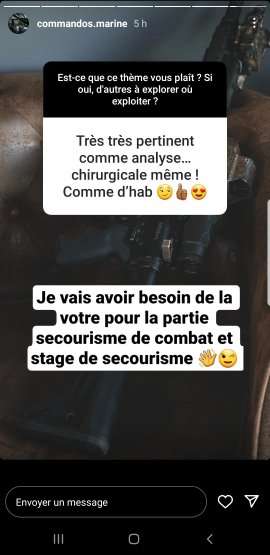 commandos.marine 5 h
Est-ce que ce thème vous plaît ? Si
oui, d'autres à explorer où
exploiter ?
Très très pertinent
comme analyse...
chirurgicale même !
Comme d'hab 😏👍🏾😍
Je vais avoir besoin de la
votre pour la partie
secourisme de combat et
stage de secourisme 👋😉
Envoyer un message